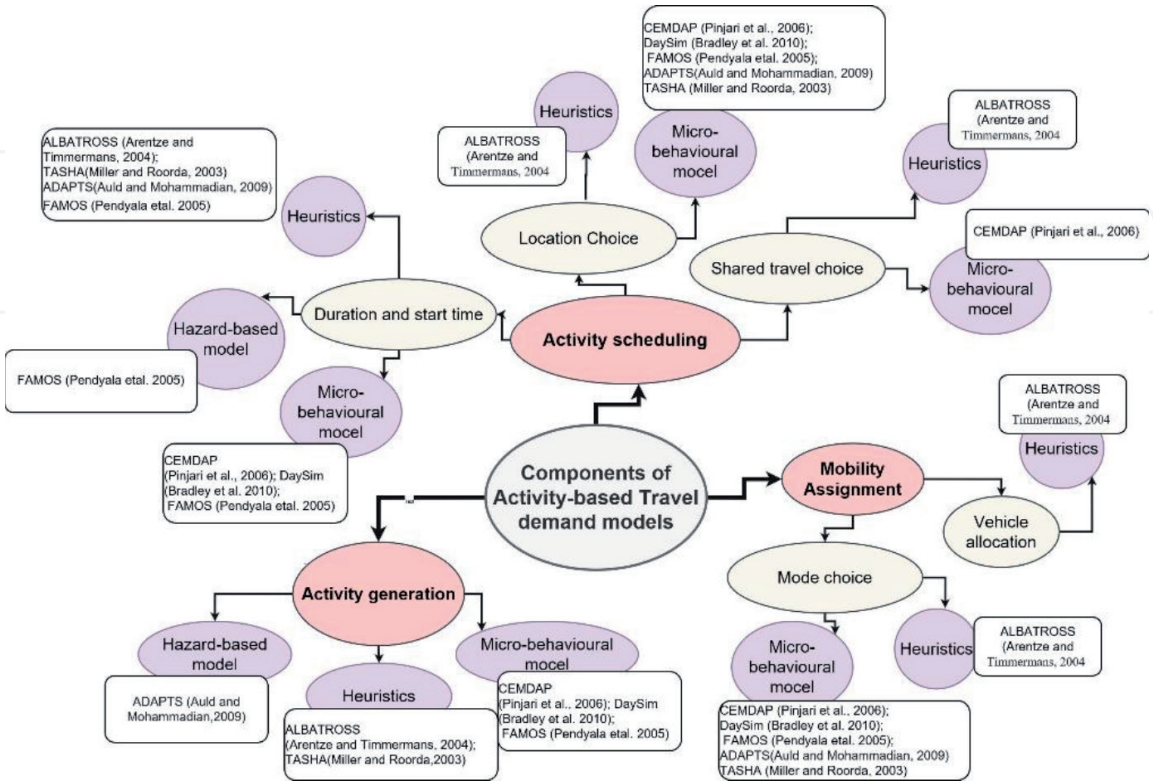 CEMDAP (Pinjari et al., 2006);
DaySim (Bradley et al. 2010);
FAMOS (Pendyala etal. 2005);
ADAPTS(Auld and Mohammadian, 2009)
TASHA (Miller and Roorda, 2003)
Heuristics
ALBATROSS
(Arentze and
Timmermans, 2004
Micro-
behavioural
mocel
Location Choice
ALBATROSS
(Arentze and
Timmermans, 2004
Heuristics
CEMDAP (Pinjari et al., 2006)
Micro-
behavioural
mocel
Shared travel choice
ALBATROSS (Arentze and
Timmermans, 2004);
TASHA(Miller and Roorda, 2003)
ADAPTS(Auld and Mohammadian, 2009)
FAMOS (Pendyala etal. 2005)
Heuristics
Duration and start time
Hazard-based
model
FAMOS (Pendyala etal. 2005)
Micro-
behavioural
mocel
CEMDAP
(Pinjari et al., 2006); DaySim
(Bradley et al. 2010);
FAMOS (Pendyala etal. 2005)
Activity scheduling
Components of
Activity-based Travel
demand models
Mobility
Assignment
ALBATROSS
(Arentze and
Timmermans, 2004
Heuristics
Vehicle
allocation
Mode choice
Micro-
behavioural
mocel
CEMDAP (Pinjari et al., 2006);
DaySim (Bradley et al. 2010);
FAMOS (Pendyala etal. 2005);
ADAPTS(Auld and Mohammadian, 2009)
TASHA (Miller and Roorda, 2003)
Heuristics
ALBATROSS
(Arentze and
Timmermans, 2004
Activity generation
Hazard-based
model
ADAPTS (Auld and
Mohammadian,2009)
Heuristics
ALBATROSS
(Arentze and Timmermans, 2004);
TASHA(Miller and Roorda,2003)
Micro-behavioural
mocel
CEMDAP
(Pinjari et al., 2006); DaySim
(Bradley et al. 2010);
FAMOS (Pendyala etal. 2005)